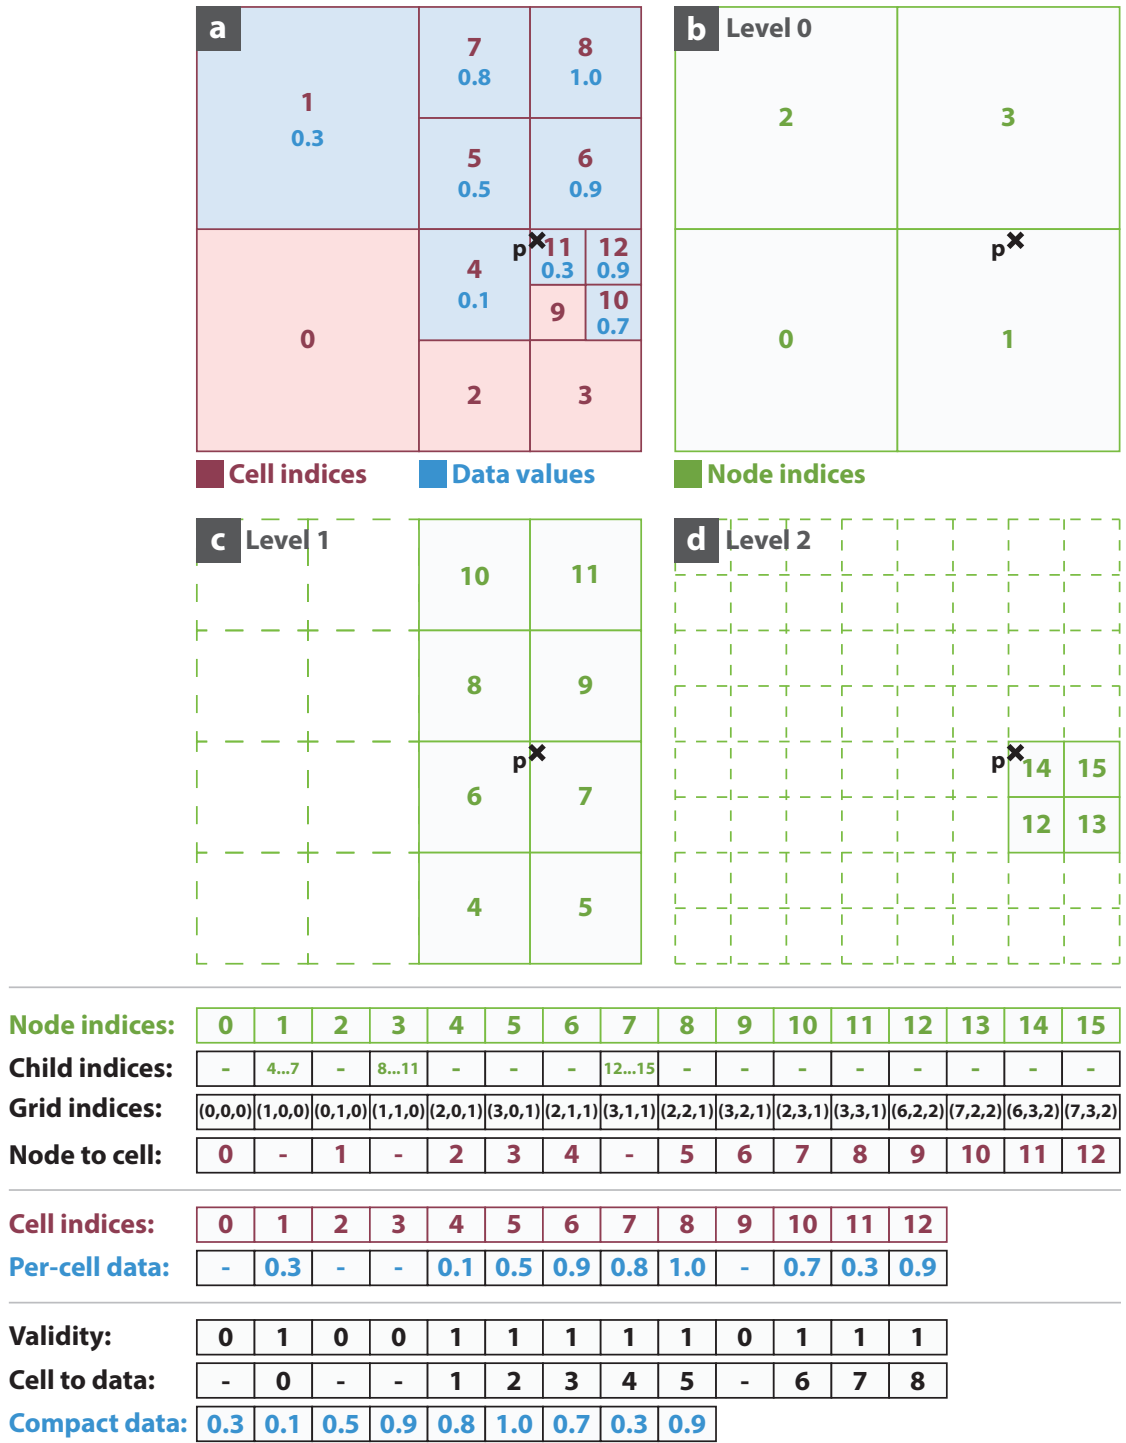 a
7 8
0.8 1.0
1
0.3
5 6
0.5 0.9
p 11 12
4 0.3 0.9
0.1 9 10
0.7
0
2 3
Cell indices Data values
b Level 0
2 3
p
0 1
Node indices
c Level 1
10 11
8 9
p
6 7
4 5
d Level 2
p 14 15
12 13
Node indices: 0 1 2 3 4 5 6 7 8 9 10 11 12 13 14 15
Child indices: - 4...7 - 8...11 - - - 12...15 - - - - - - - -
Grid indices: (0,0,0) (1,0,0) (0,1,0) (1,1,0) (2,0,1) (3,0,1) (2,1,1) (3,1,1) (2,2,1) (3,2,1) (2,3,1) (3,3,1) (6,2,2) (7,2,2) (6,3,2) (7,3,2)
Node to cell: 0 - 1 - 2 3 4 - 5 6 7 8 9 10 11 12
Cell indices: 0 1 2 3 4 5 6 7 8 9 10 11 12
Per-cell data: - 0.3 - - 0.1 0.5 0.9 0.8 1.0 - 0.7 0.3 0.9
Validity: 0 1 0 0 1 1 1 1 1 0 1 1 1
Cell to data: - 0 - - 1 2 3 4 5 - 6 7 8
Compact data: 0.3 0.1 0.5 0.9 0.8 1.0 0.7 0.3 0.9